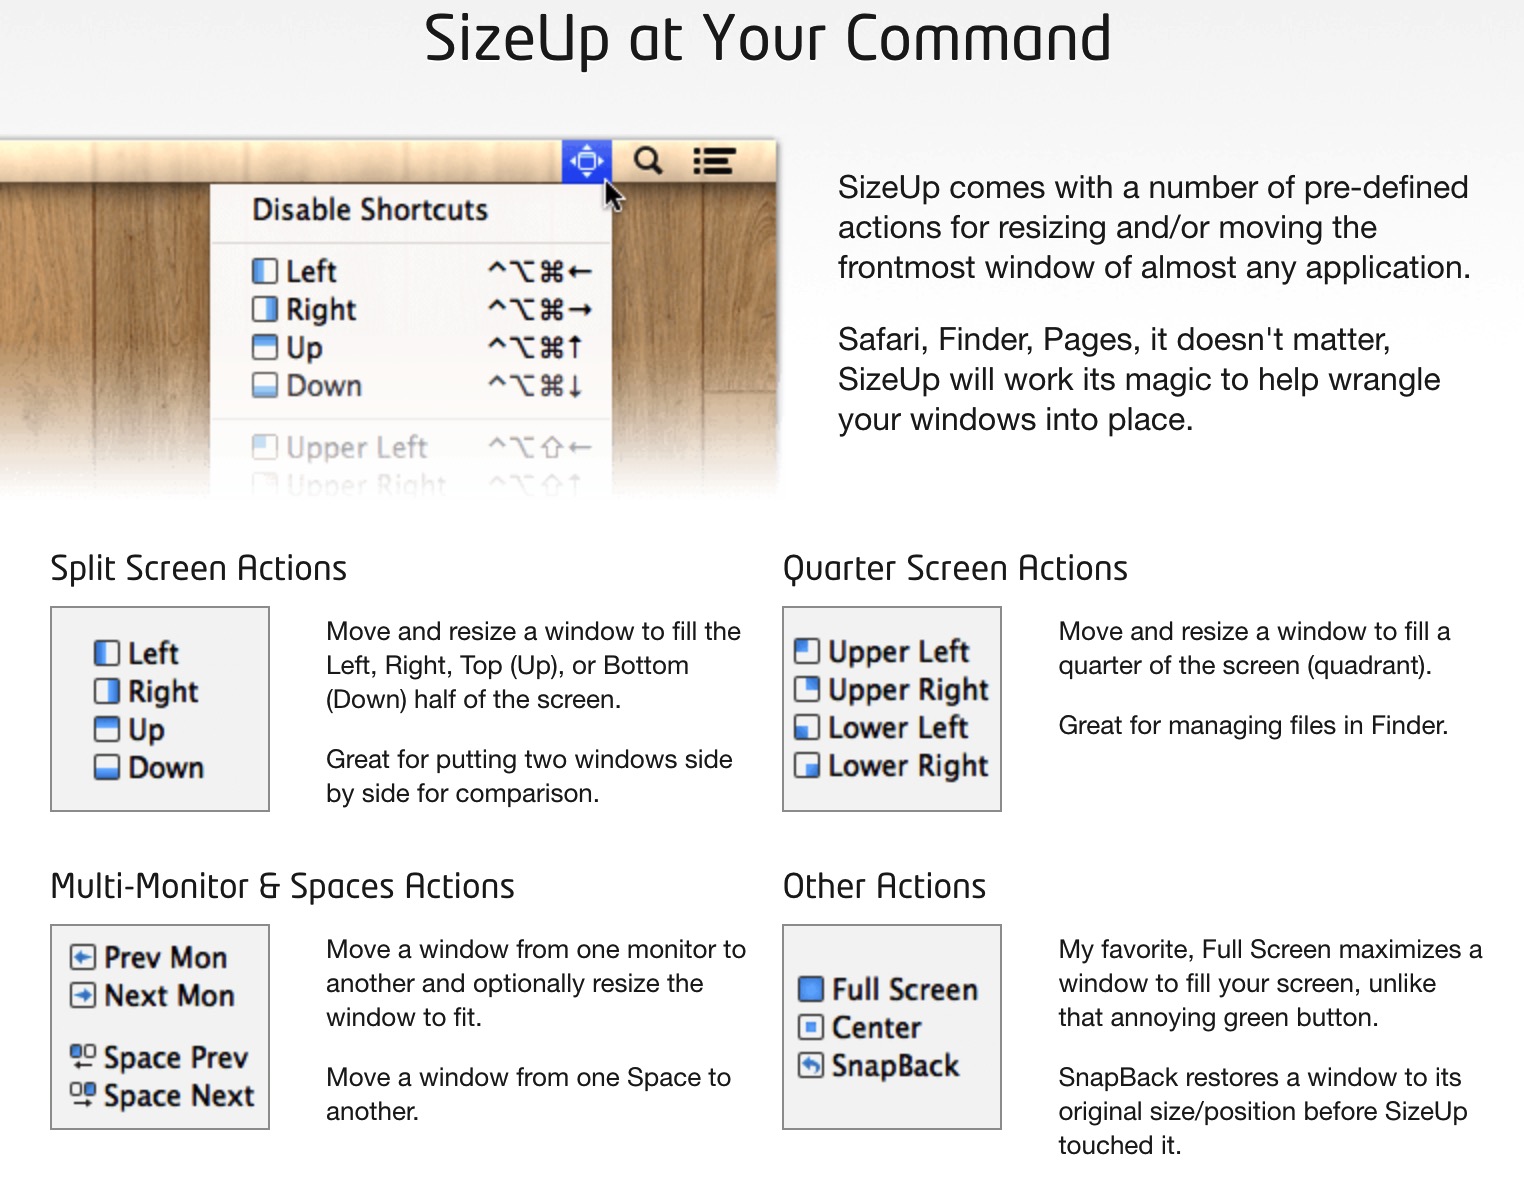 SizeUp at Your Command
Disable Shortcuts
Left ^⌥⌘←
Right ^⌥⌘→
Up ^⌥⌘↑
Down ^⌥⌘↓
Upper Left ^⌥⇧←
Upper Right ^⌥⇧↑
SizeUp comes with a number of pre-defined
actions for resizing and/or moving the
frontmost window of almost any application.
Safari, Finder, Pages, it doesn't matter,
SizeUp will work its magic to help wrangle
your windows into place.
Split Screen Actions
Left
Right
Up
Down
Move and resize a window to fill the
Left, Right, Top (Up), or Bottom
(Down) half of the screen.
Great for putting two windows side
by side for comparison.
Quarter Screen Actions
Upper Left
Upper Right
Lower Left
Lower Right
Move and resize a window to fill a
quarter of the screen (quadrant).
Great for managing files in Finder.
Multi-Monitor & Spaces Actions
Prev Mon
Next Mon
Space Prev
Space Next
Move a window from one monitor to
another and optionally resize the
window to fit.
Move a window from one Space to
another.
Other Actions
Full Screen
Center
SnapBack
My favorite, Full Screen maximizes a
window to fill your screen, unlike
that annoying green button.
SnapBack restores a window to its
original size/position before SizeUp
touched it.